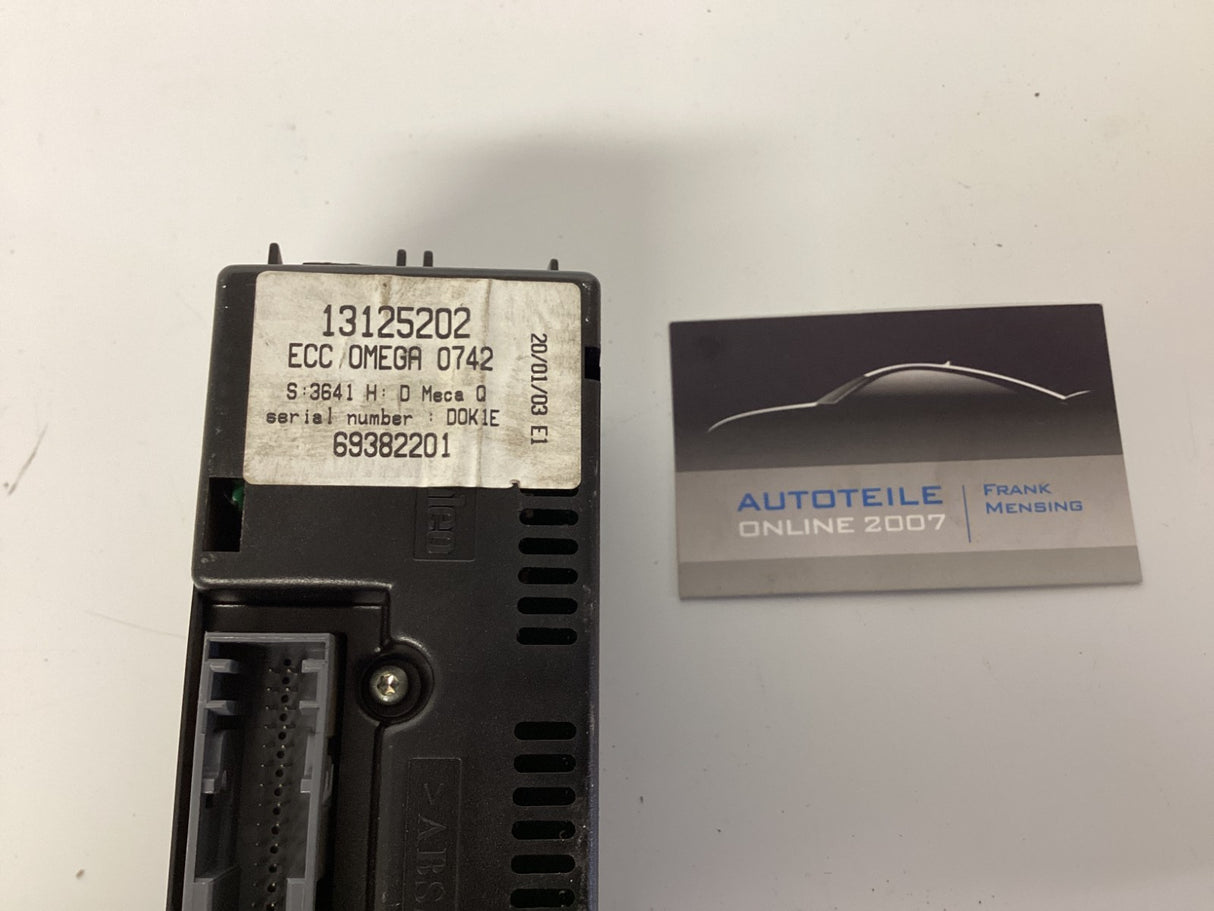 13125202
ECC OMEGA 0742
S:3641 H: D Meca Q
serial number : DOK1E
69382201
20/01/03 E1
> ABS
AUTOTEILE
ONLINE 2007
FRANK
MENSING